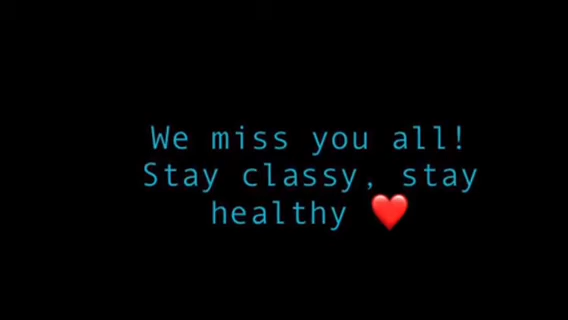 We miss you all!
Stay classy, stay
healthy ❤️